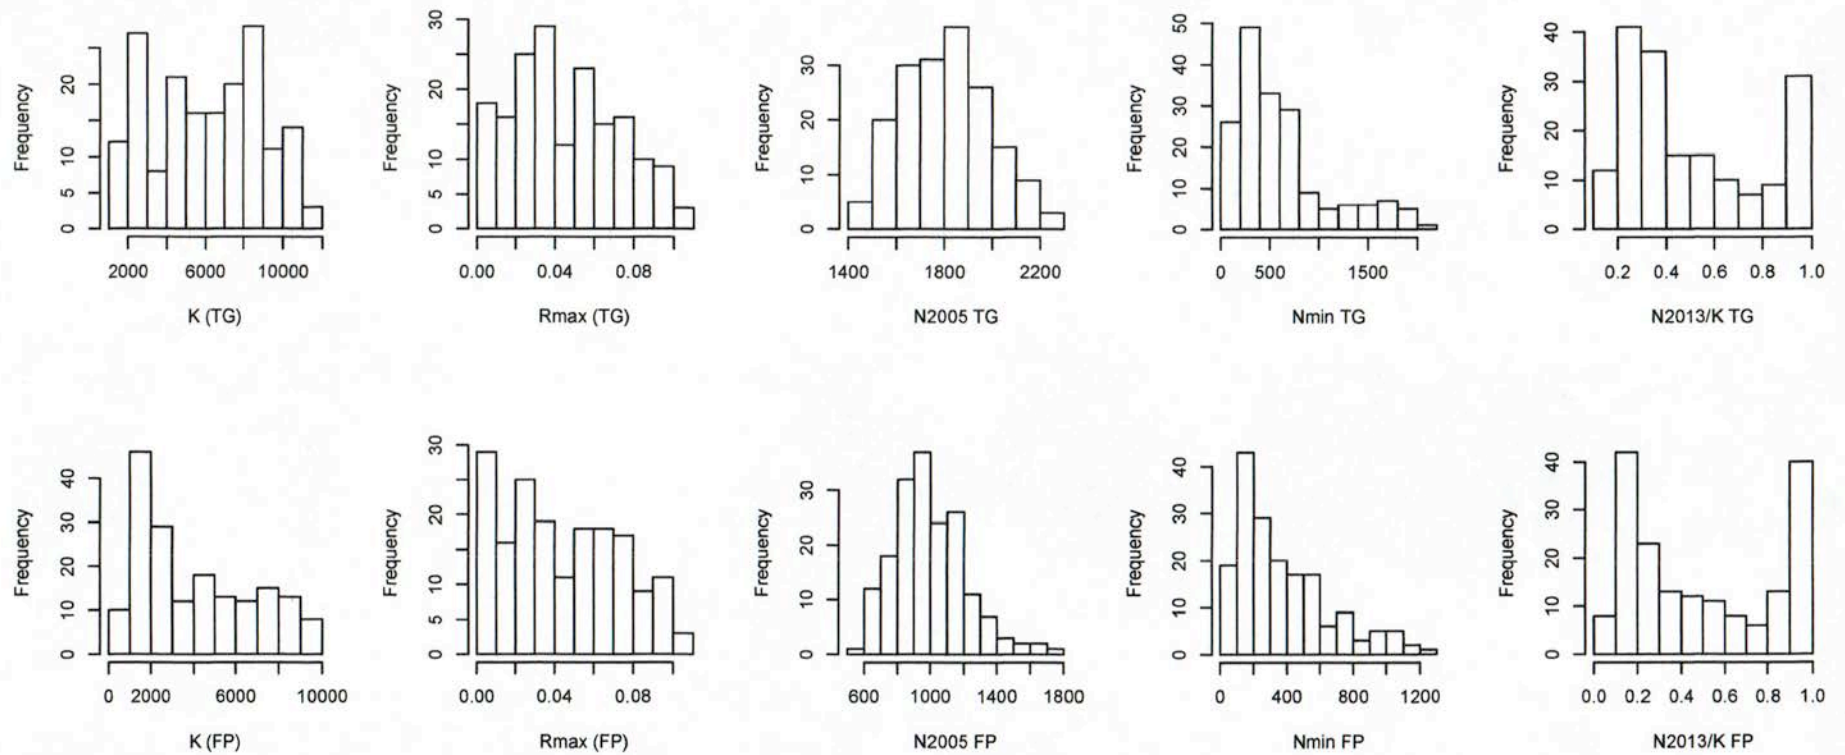 Frequency
0 5 10 20
2000 6000 10000
K (TG)
Frequency
0 5 10 20 30
0.00 0.04 0.08
Rmax (TG)
Frequency
0 10 20 30
1400 1800 2200
N2005 TG
Frequency
0 10 20 30 40 50
0 500 1500
Nmin TG
Frequency
0 10 20 30 40
0.2 0.4 0.6 0.8 1.0
N2013/K TG
Frequency
0 10 20 30 40
0 2000 6000 10000
K (FP)
Frequency
0 5 10 20 30
0.00 0.04 0.08
Rmax (FP)
Frequency
0 10 20 30
600 1000 1400 1800
N2005 FP
Frequency
0 10 20 30 40
0 400 800 1200
Nmin FP
Frequency
0 10 20 30 40
0.0 0.2 0.4 0.6 0.8 1.0
N2013/K FP